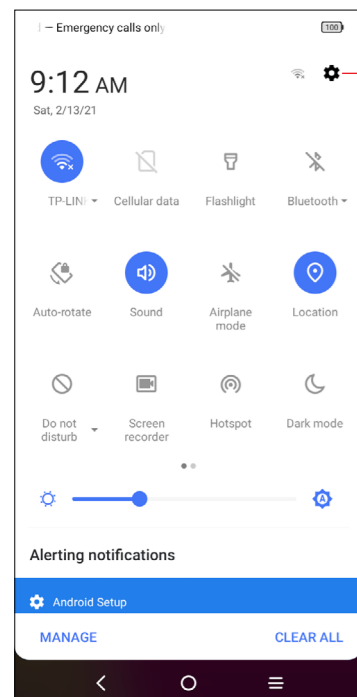 – Emergency calls only
100
9:12 AM
Sat, 2/13/21
TP-LIN
Cellular data
Flashlight
Bluetooth
Auto-rotate
Sound
Airplane
mode
Location
Do not
disturb
Screen
recorder
Hotspot
Dark mode
A
Alerting notifications
Android Setup
MANAGE
CLEAR ALL